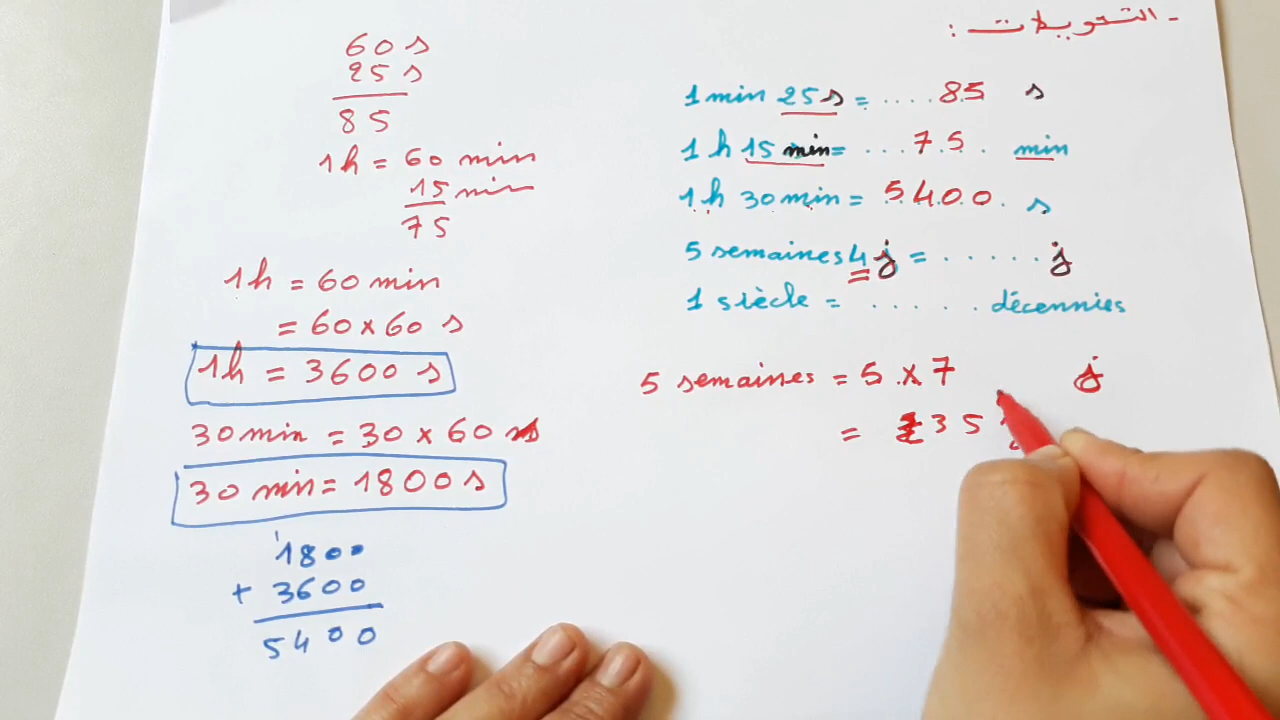 - التحويلات :
60 s
25 s
85
1h = 60 min
15 min
75
1h = 60 min
= 60 x 60 s
1h = 3600 s
30 min = 30 x 60 s
30 min = 1800 s
1
1800
+ 3600
5400
1 min 25 s = .... 85 s
1 h 15 min = ... 75 . min
1h 30 min = 5400 . s
5 semaines 4 j = ...... j
1 siècle = ...... décennies
5 semaines = 5 x 7 j
= 35